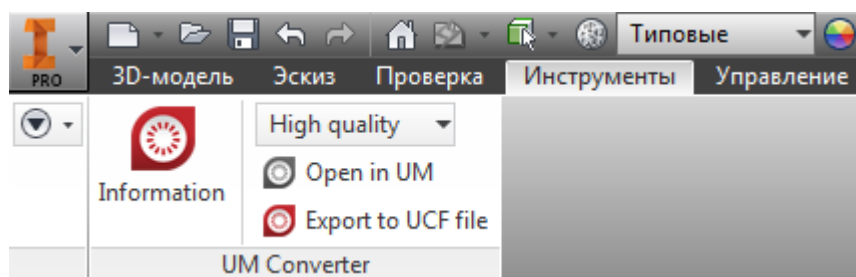 Типовые
PRO 3D-модель Эскиз Проверка Инструменты Управление
High quality
Information
Open in UM
Export to UCF file
UM Converter